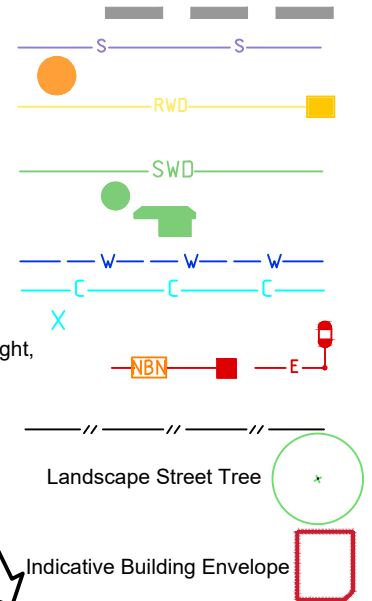 S S
RWD
SWD
W W W
C C C
X
ght,
NBN E
// // //
Landscape Street Tree
Indicative Building Envelope